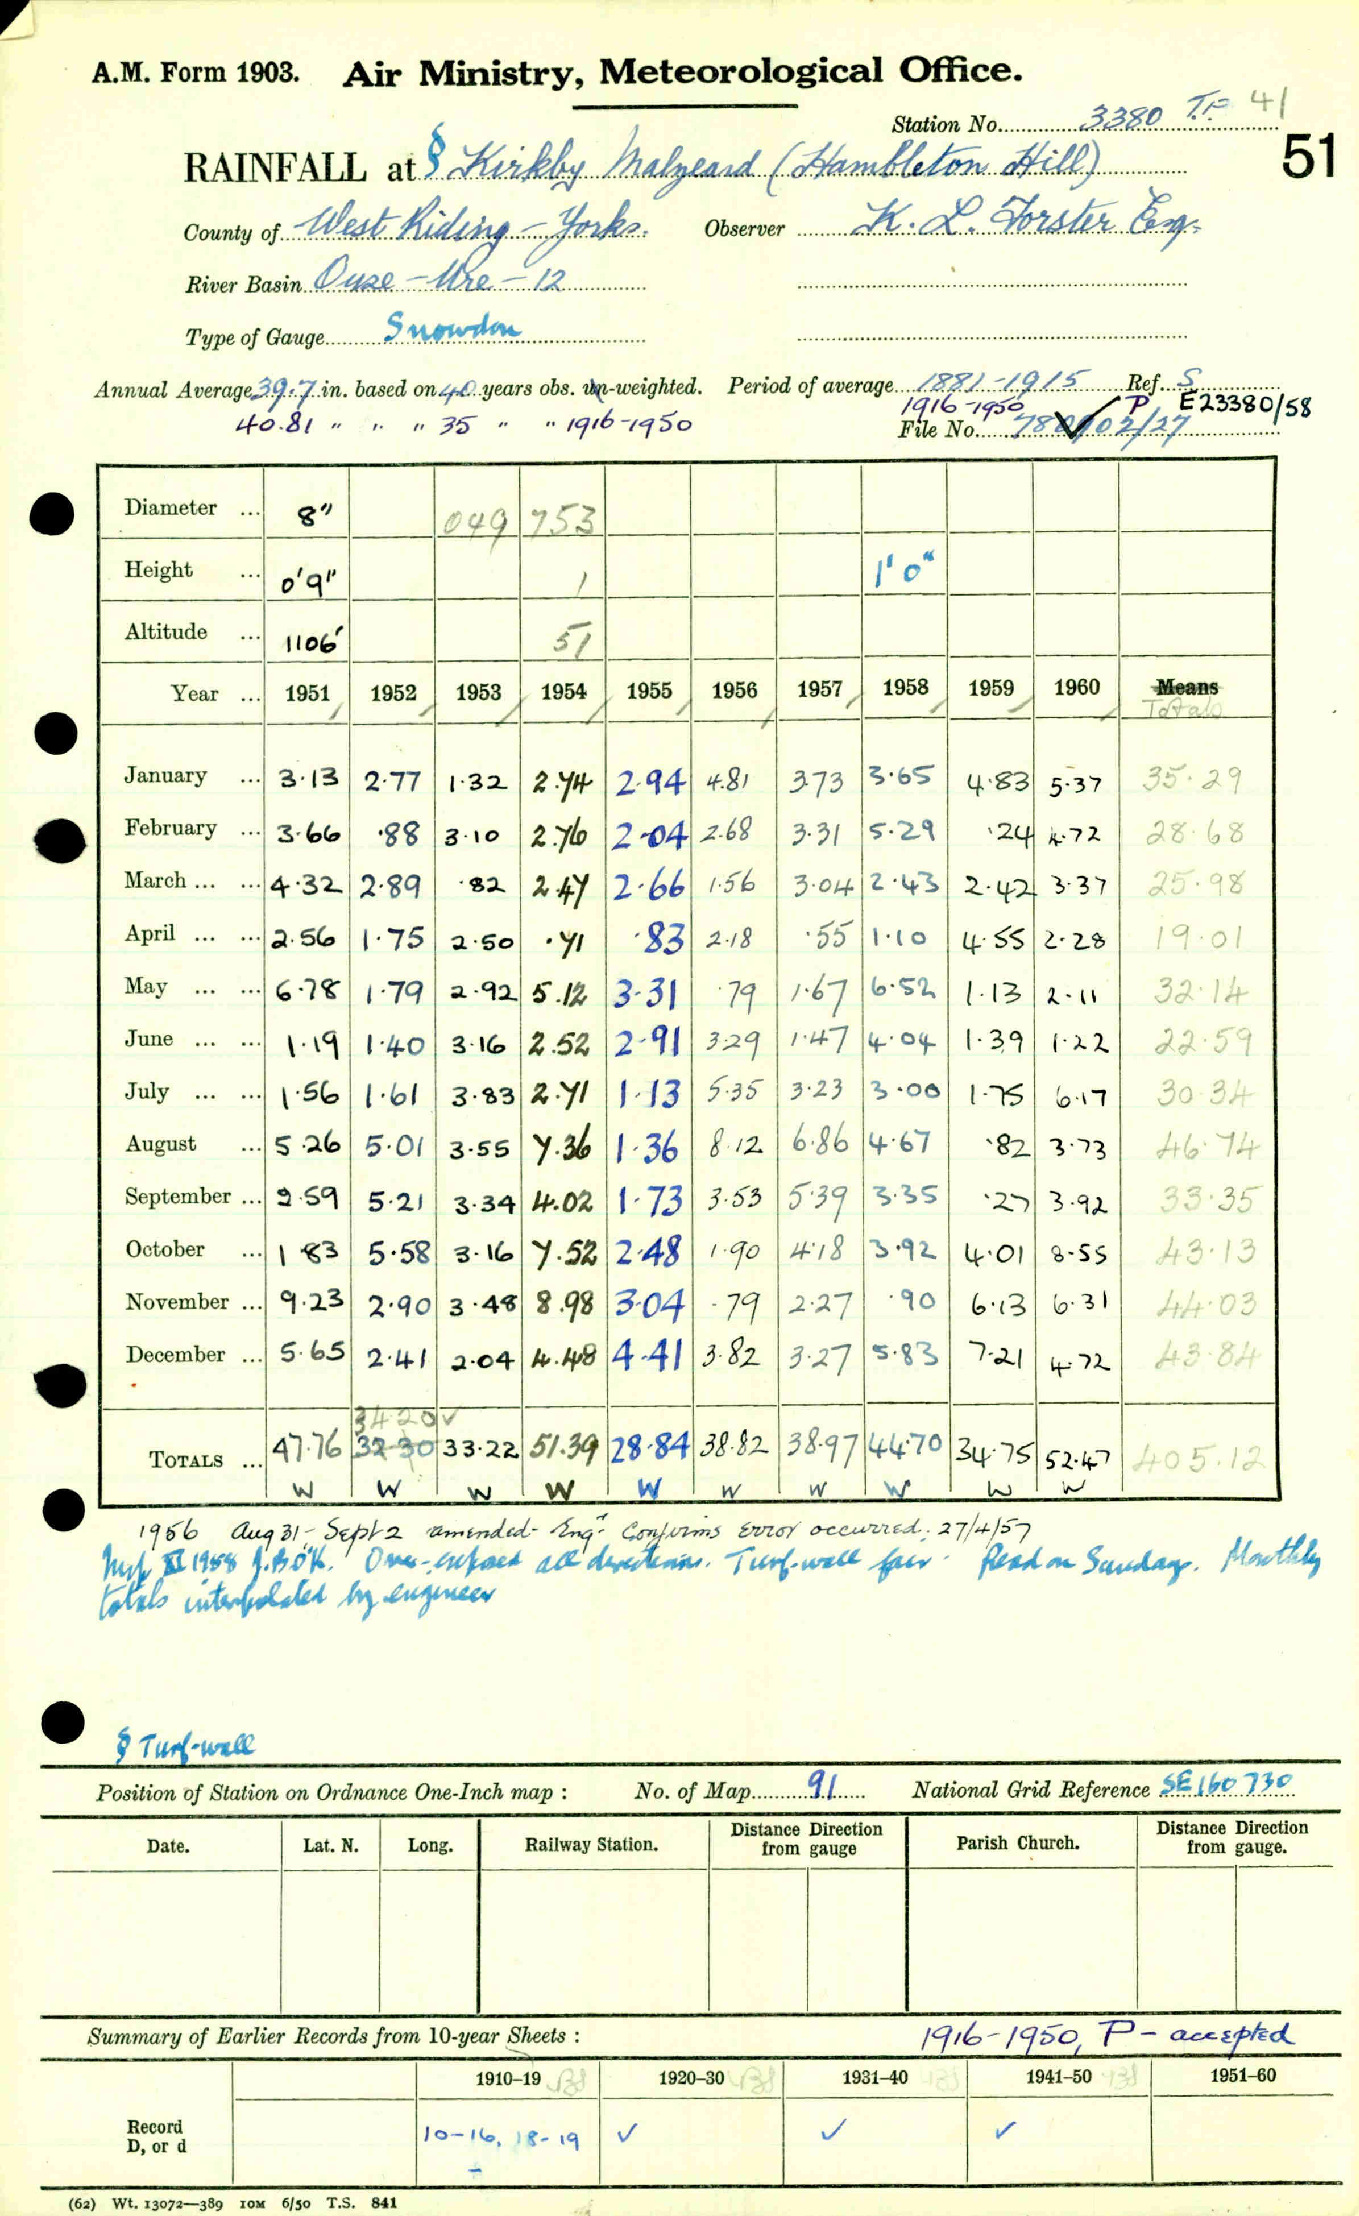 A.M. Form 1903. Air Ministry, Meteorological Office.
Station No. 3380 T.P. 41
51
RAINFALL at § Kirkby Malzeard (Hambleton Hill)
County of West Riding - Yorks. Observer K. L. Forster Esq.
River Basin Ouse - Ure - 12
Type of Gauge Snowdon
Annual Average 39.7 in. based on 40 years obs. un-weighted. Period of average 1881-1915 Ref. S
40.81 " " " 35 " " 1916-1950 1916-1950 P E23380/58
File No. 780102/27
Diameter ... 8" 049 753
Height ... 0'9" 1 1'0"
Altitude ... 1106' 51
Year ... 1951 1952 1953 1954 1955 1956 1957 1958 1959 1960 Means
Totals
January ... 3.13 2.77 1.32 2.74 2.94 4.81 3.73 3.65 4.83 5.37 35.29
February ... 3.66 .88 3.10 2.76 2.04 2.68 3.31 5.29 .24 4.72 28.68
March ... ... 4.32 2.89 .82 2.47 2.66 1.56 3.04 2.43 2.42 3.37 25.98
April ... ... 2.56 1.75 2.50 .71 .83 2.18 .55 1.10 4.55 2.28 19.01
May ... ... 6.78 1.79 2.92 5.12 3.31 .79 1.67 6.52 1.13 2.11 32.14
June ... ... 1.19 1.40 3.16 2.52 2.91 3.29 1.47 4.04 1.39 1.22 22.59
July ... ... 1.56 1.61 3.83 2.71 1.13 5.35 3.23 3.00 1.75 6.17 30.34
August ... 5.26 5.01 3.55 7.36 1.36 8.12 6.86 4.67 .82 3.73 46.74
September ... 2.59 5.21 3.34 4.02 1.73 3.53 5.39 3.35 .27 3.92 33.35
October ... 1.83 5.58 3.16 7.52 2.48 1.90 4.18 3.92 4.01 8.55 43.13
November ... 9.23 2.90 3.48 8.98 3.04 .79 2.27 .90 6.13 6.31 44.03
December ... 5.65 2.41 2.04 4.48 4.41 3.82 3.27 5.83 7.21 4.72 43.84
34.20 ✓
TOTALS ... 47.76 32.30 33.22 51.39 28.84 38.82 38.97 44.70 34.75 52.47 405.12
W W W W W W W W W W
1956 Aug 31 - Sept 2 amended - Engr Confirms error occurred. 27/4/57
XI 1958 J.B.O'K. Over-exposed all directions. Turf-wall fair. Read on Sundays. Monthly
totals interpolated by engineer
§ Turf-wall
Position of Station on Ordnance One-Inch map : No. of Map 91 National Grid Reference SE 160730
Date. Lat. N. Long. Railway Station. Distance Direction from gauge Parish Church. Distance Direction from gauge.
Summary of Earlier Records from 10-year Sheets : 1916-1950, P - accepted
1910–19 1920–30 1931–40 1941–50 1951–60
Record
D, or d 10-16, 18-19 ✓ ✓ ✓
(62) Wt. 13072—389 10M 6/50 T.S. 841